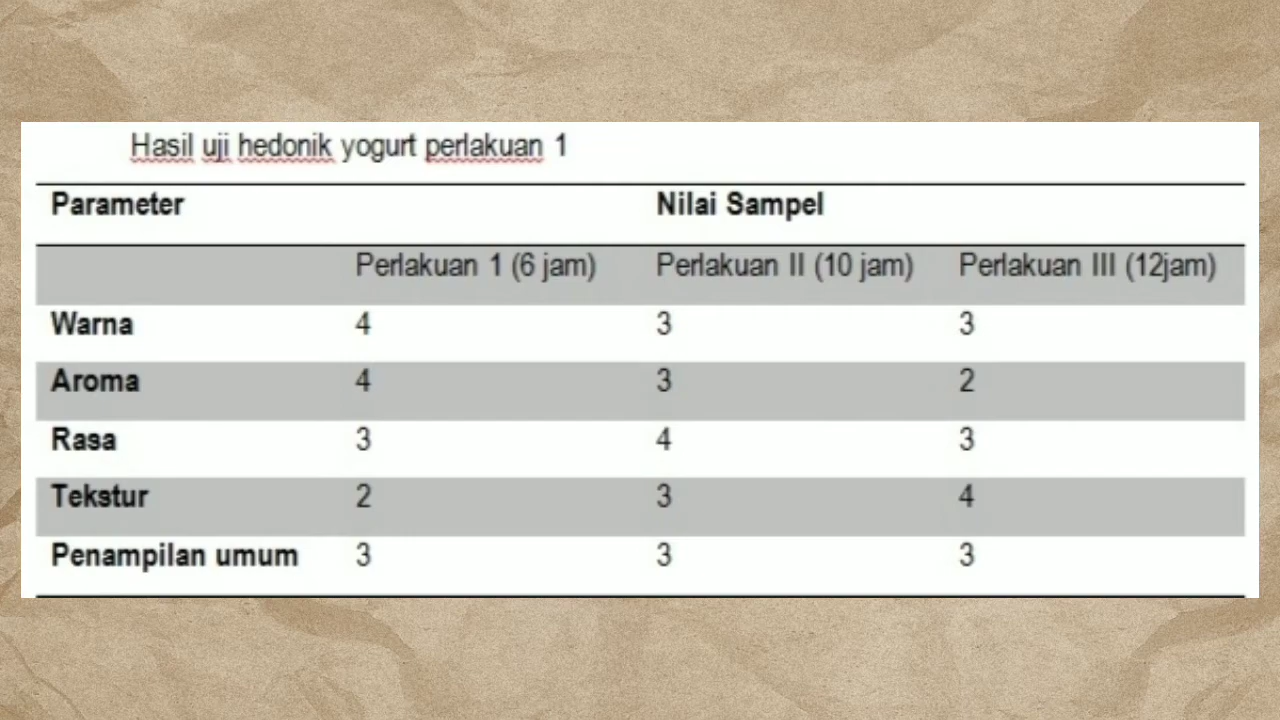 Hasil uji hedonik yogurt perlakuan 1
Parameter Nilai Sampel
Perlakuan 1 (6 jam) Perlakuan II (10 jam) Perlakuan III (12jam)
Warna 4 3 3
Aroma 4 3 2
Rasa 3 4 3
Tekstur 2 3 4
Penampilan umum 3 3 3